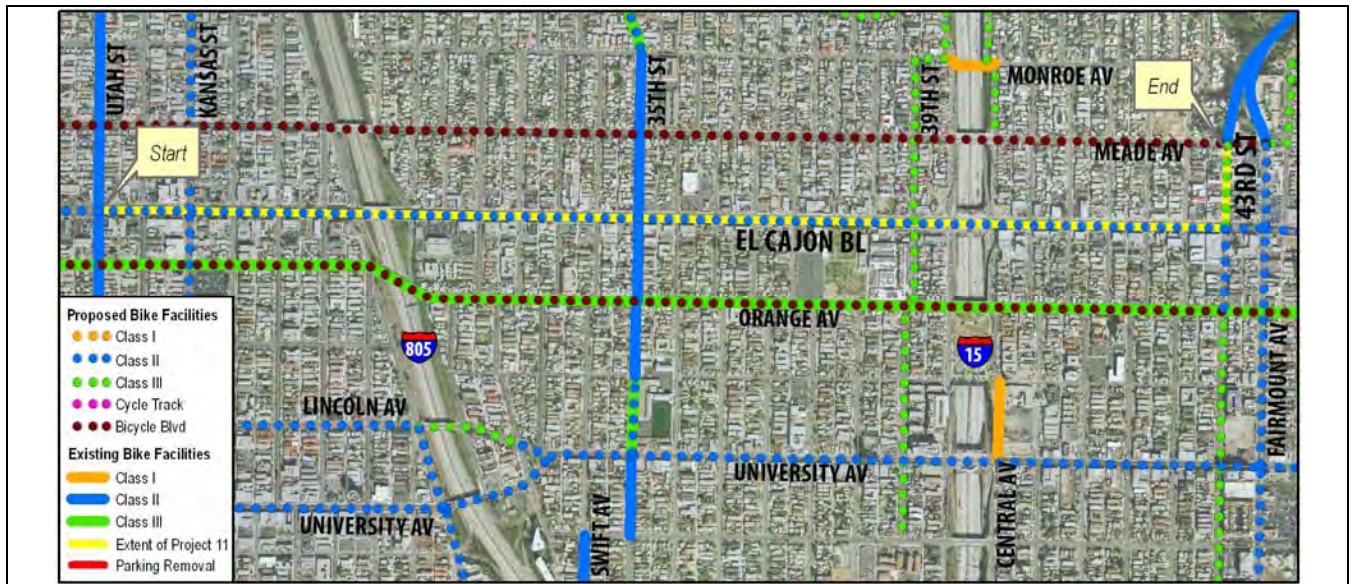 UTAH ST
KANSAS ST
35TH ST
39TH ST
MONROE AV
End
Start
MEADE AV
43RD ST
EL CAJON BL
ORANGE AV
805
15
LINCOLN AV
UNIVERSITY AV
UNIVERSITY AV
SWIFT AV
CENTRAL AV
FAIRMOUNT AV
Proposed Bike Facilities
Class I
Class II
Class III
Cycle Track
Bicycle Blvd
Existing Bike Facilities
Class I
Class II
Class III
Extent of Project 11
Parking Removal